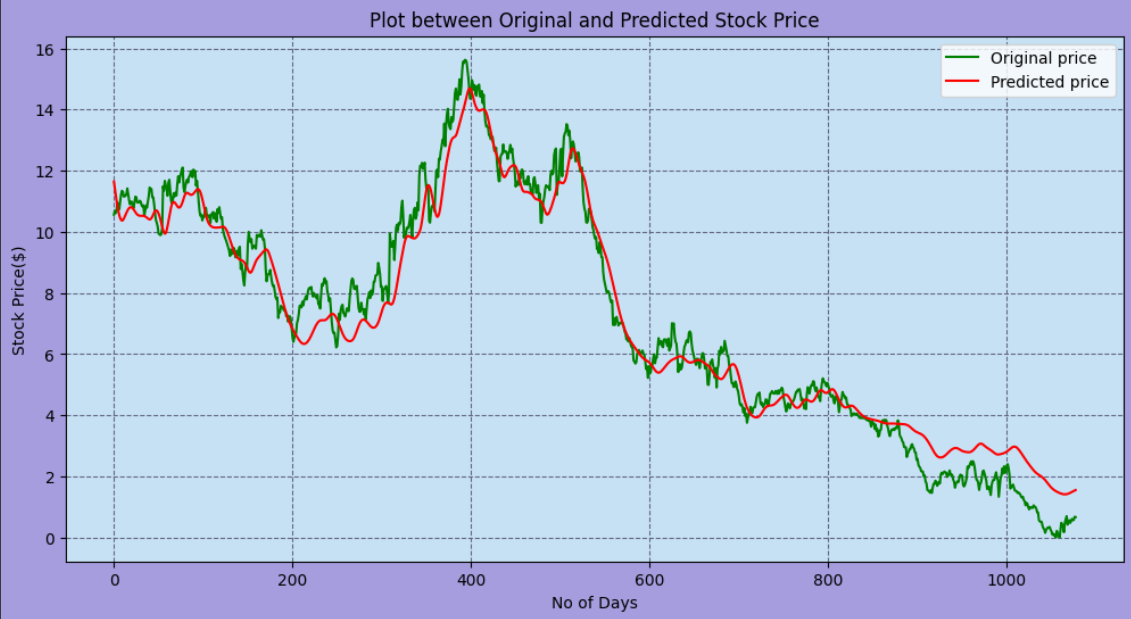 Plot between Original and Predicted Stock Price
Original price
Predicted price
16
14
12
10
8
6
4
2
0
Stock Price($)
0 200 400 600 800 1000
No of Days